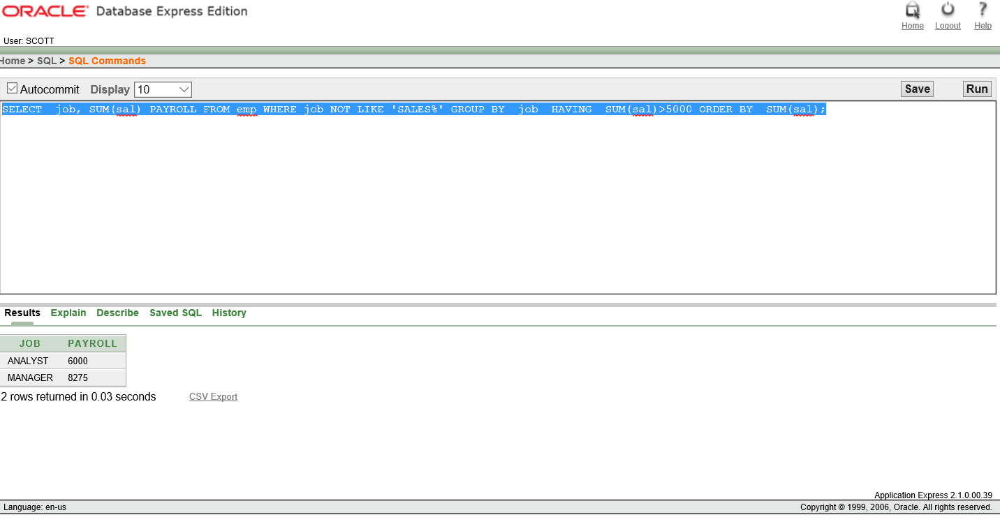 ORACLE® Database Express Edition
Home Logout Help
User: SCOTT
Home > SQL > SQL Commands
Autocommit Display 10 Save Run
SELECT  job, SUM(sal) PAYROLL FROM emp WHERE job NOT LIKE 'SALES%' GROUP BY  job  HAVING  SUM(sal)>5000 ORDER BY  SUM(sal);
Results Explain Describe Saved SQL History
JOB PAYROLL
ANALYST 6000
MANAGER 8275
2 rows returned in 0.03 seconds CSV Export
Application Express 2.1.0.00.39
Language: en-us Copyright © 1999, 2006, Oracle. All rights reserved.